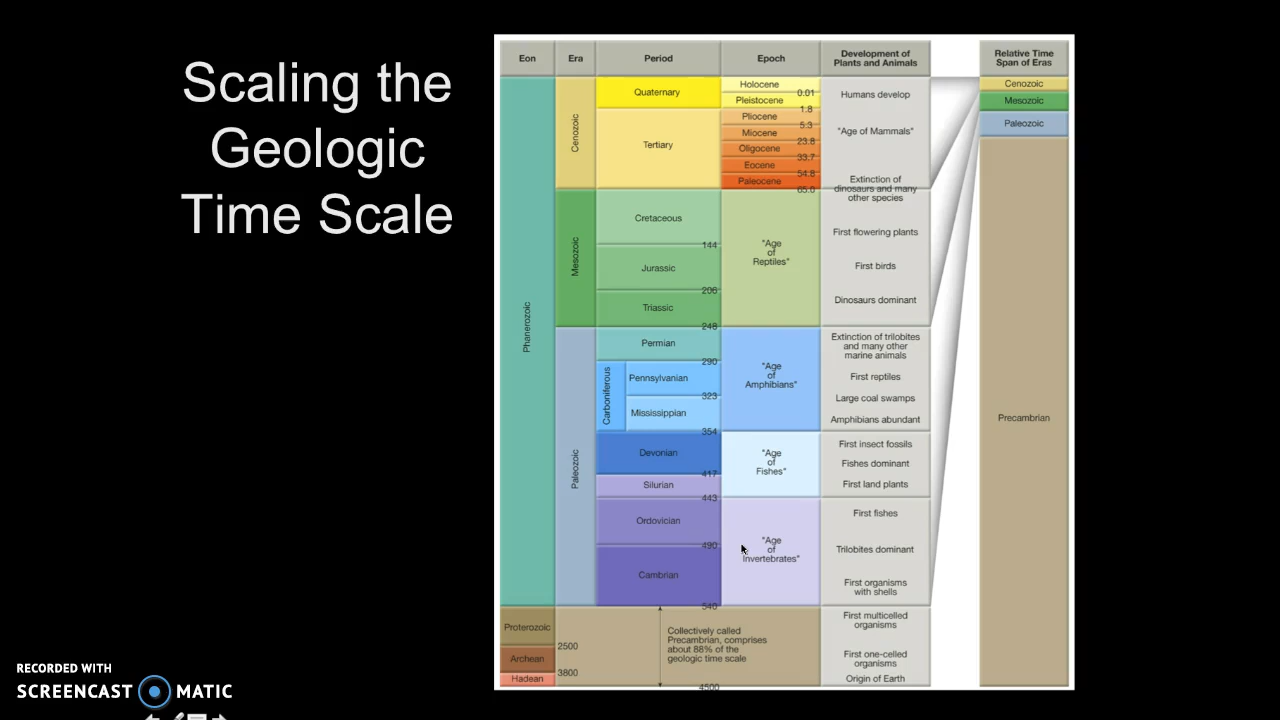 Scaling the
Geologic
Time Scale
Eon
Era
Period
Epoch
Development of
Plants and Animals
Relative Time
Span of Eras
Phanerozoic
Cenozoic
Quaternary
Holocene
0.01
Pleistocene
1.8
Tertiary
Pliocene
5.3
Miocene
23.8
Oligocene
33.7
Eocene
54.8
Paleocene
65.0
Humans develop
"Age of Mammals"
Extinction of
dinosaurs and many
other species
Mesozoic
Cretaceous
144
Jurassic
206
Triassic
248
"Age
of
Reptiles"
First flowering plants
First birds
Dinosaurs dominant
Paleozoic
Permian
290
Carboniferous
Pennsylvanian
323
Mississippian
354
"Age
of
Amphibians"
Extinction of trilobites
and many other
marine animals
First reptiles
Large coal swamps
Amphibians abundant
Devonian
417
Silurian
443
"Age
of
Fishes"
First insect fossils
Fishes dominant
First land plants
Ordovician
490
Cambrian
540
"Age
of
Invertebrates"
First fishes
Trilobites dominant
First organisms
with shells
Proterozoic
2500
Archean
3800
Hadean
Collectively called
Precambrian, comprises
about 88% of the
geologic time scale
4500
First multicelled
organisms
First one-celled
organisms
Origin of Earth
Cenozoic
Mesozoic
Paleozoic
Precambrian
RECORDED WITH
SCREENCAST MATIC